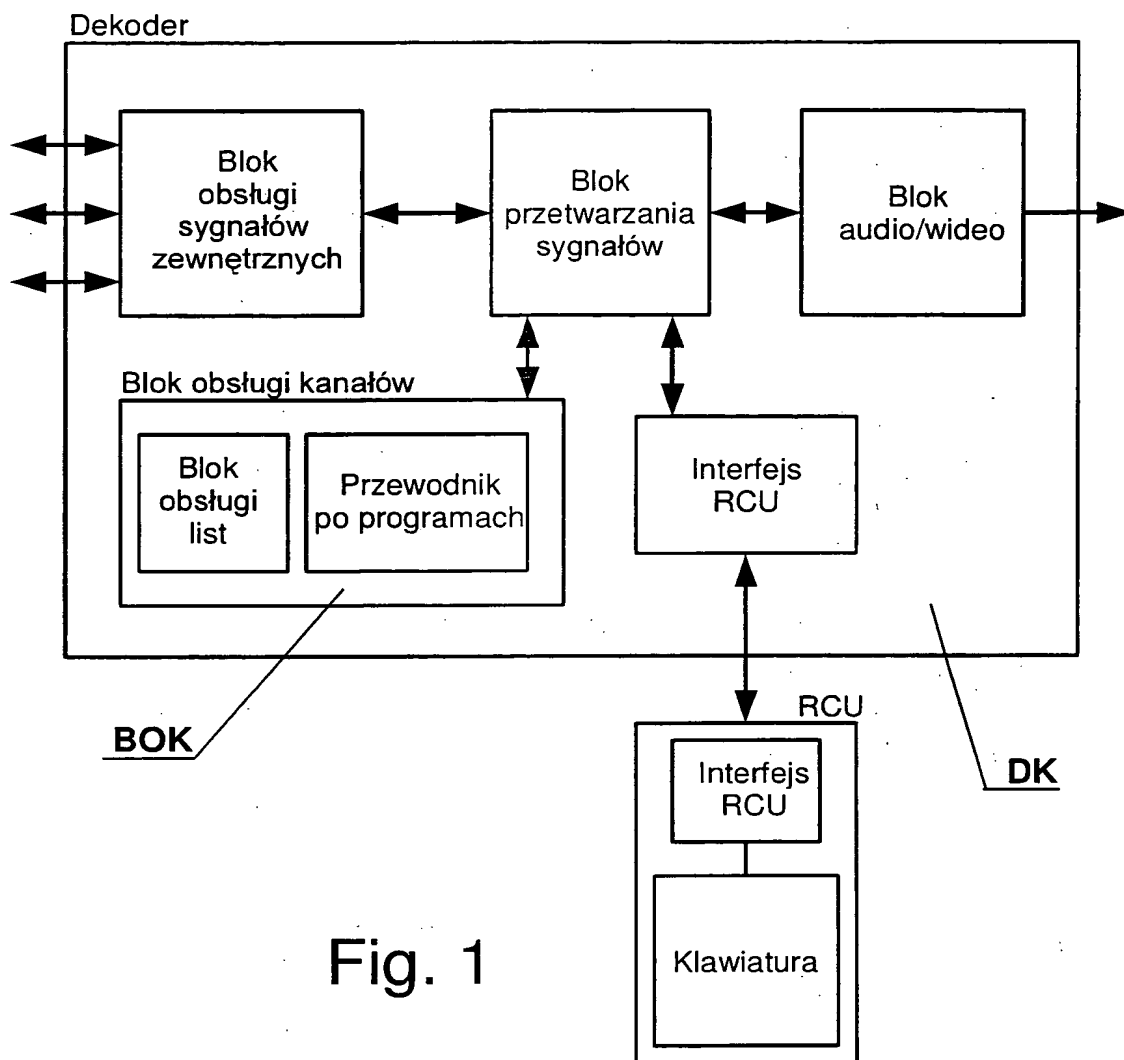 Dekoder
Blok
obsługi
sygnałów
zewnętrznych
Blok
przetwarzania
sygnałów
Blok
audio/wideo
Blok obsługi kanałów
Blok
obsługi
list
Przewodnik
po programach
Interfejs
RCU
BOK
DK
RCU
Interfejs
RCU
Klawiatura
Fig. 1